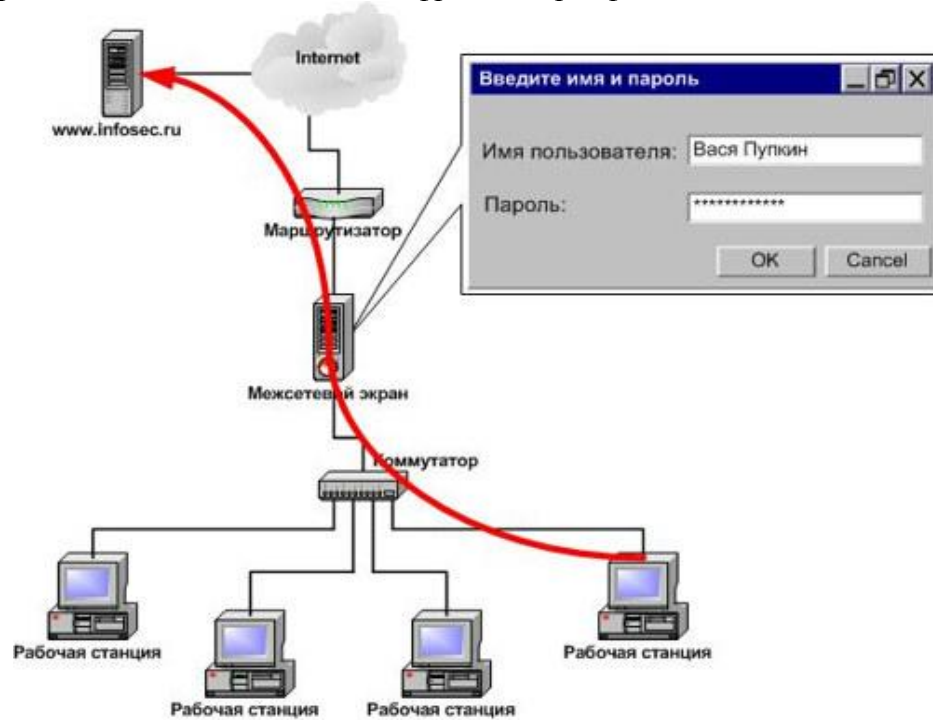 Internet
www.infosec.ru
Введите имя и пароль
Имя пользователя: Вася Пупкин
Пароль: ************
OK Cancel
Маршрутизатор
Межсетевой экран
Коммутатор
Рабочая станция
Рабочая станция
Рабочая станция
Рабочая станция